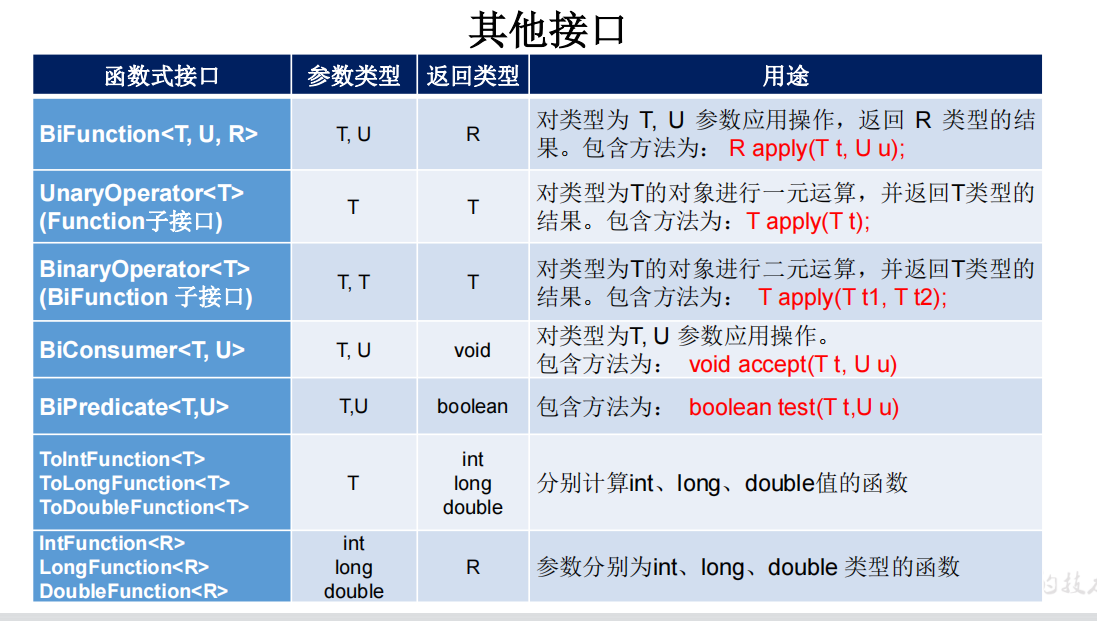 其他接口
函数式接口 参数类型 返回类型 用途
BiFunction<T, U, R> T, U R 对类型为 T, U 参数应用操作，返回 R 类型的结
果。包含方法为： R apply(T t, U u);
UnaryOperator<T>
(Function子接口) T T 对类型为T的对象进行一元运算，并返回T类型的
结果。包含方法为：T apply(T t);
BinaryOperator<T>
(BiFunction 子接口) T, T T 对类型为T的对象进行二元运算，并返回T类型的
结果。包含方法为： T apply(T t1, T t2);
BiConsumer<T, U> T, U void 对类型为T, U 参数应用操作。
包含方法为： void accept(T t, U u)
BiPredicate<T,U> T,U boolean 包含方法为： boolean test(T t,U u)
ToIntFunction<T>
ToLongFunction<T>
ToDoubleFunction<T>
T
int
long
double
分别计算int、long、double值的函数
IntFunction<R>
LongFunction<R>
DoubleFunction<R>
int
long
double
R
参数分别为int、long、double 类型的函数